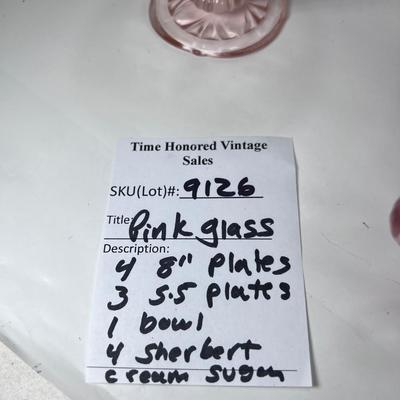 Time Honored Vintage
Sales
SKU(Lot)#: 9126
Title: Pink glass
Description:
4 8" plates
3 5.5 plates
1 bowl
4 Sherbert
cream sugar